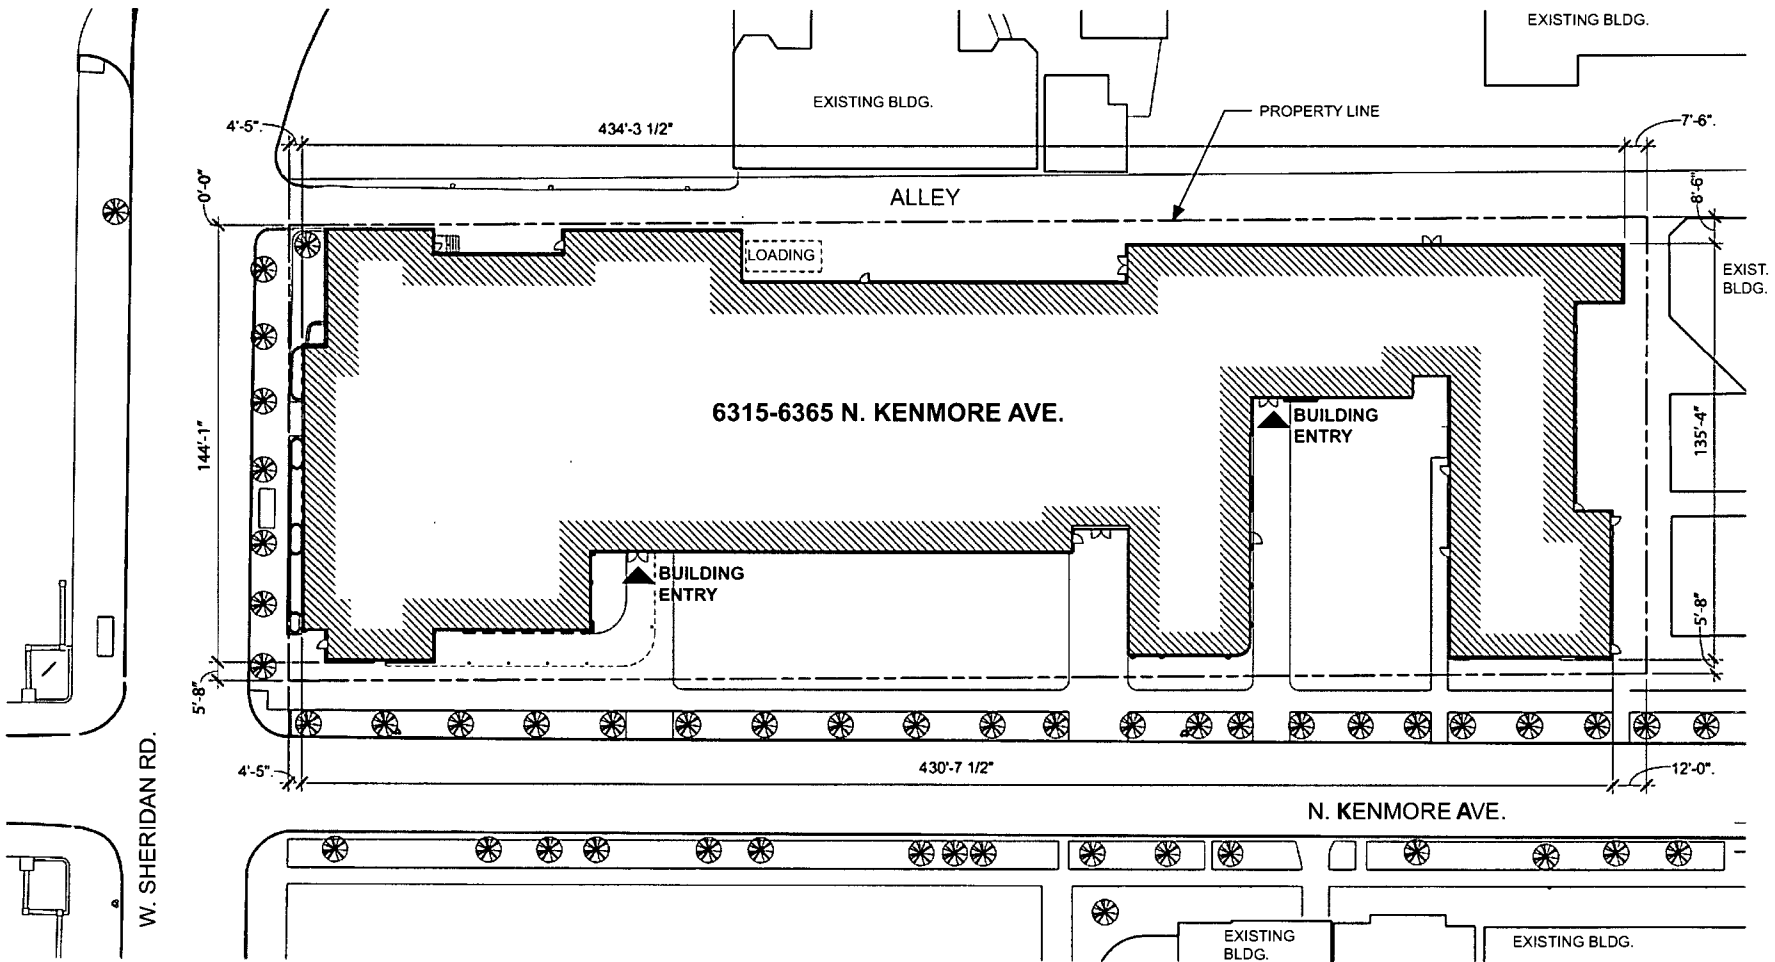 EXISTING BLDG.
EXISTING BLDG.
PROPERTY LINE
4'-5".
434'-3 1/2"
7'-6".
0'-0"
ALLEY
8'-6"
LOADING
EXIST.
BLDG.
6315-6365 N. KENMORE AVE.
BUILDING
ENTRY
144'-1"
135'-4"
BUILDING
ENTRY
5'-8"
5'-8"
4'-5".
430'-7 1/2"
12'-0".
N. KENMORE AVE.
W. SHERIDAN RD.
EXISTING
BLDG.
EXISTING BLDG.